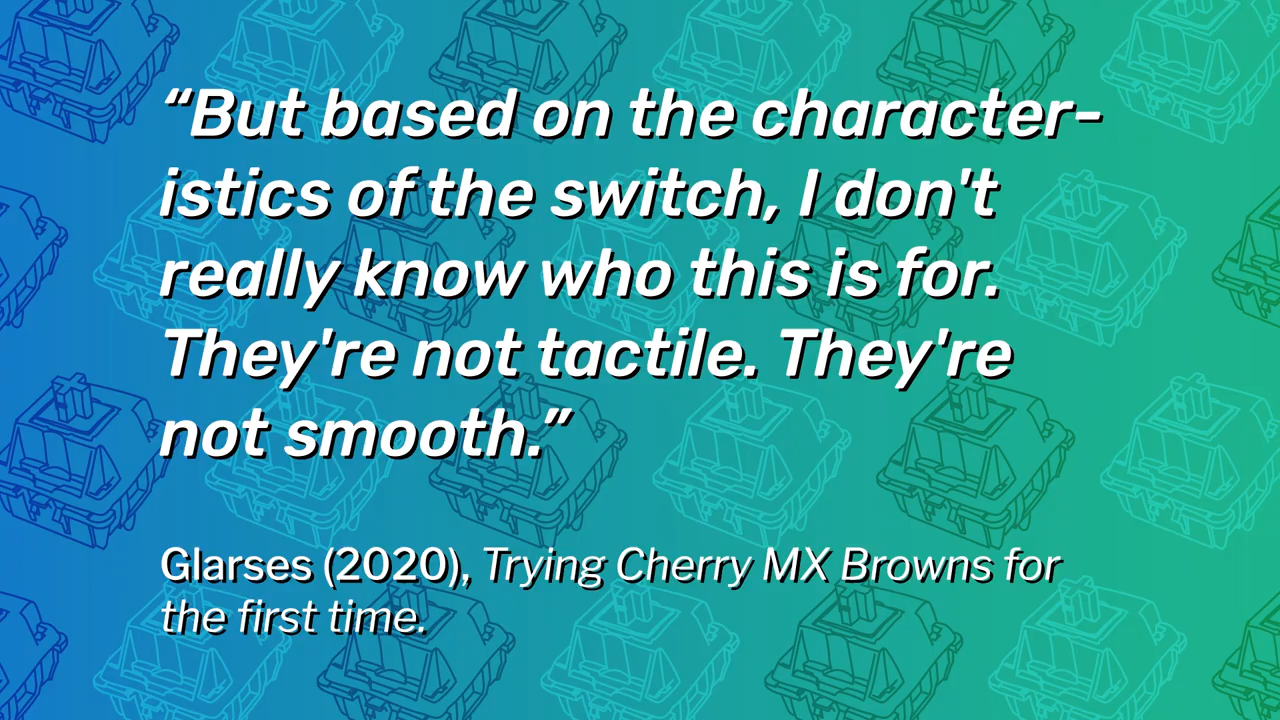 “But based on the character-
istics of the switch, I don't
really know who this is for.
They're not tactile. They're
not smooth.”
Glarses (2020), Trying Cherry MX Browns for
the first time.